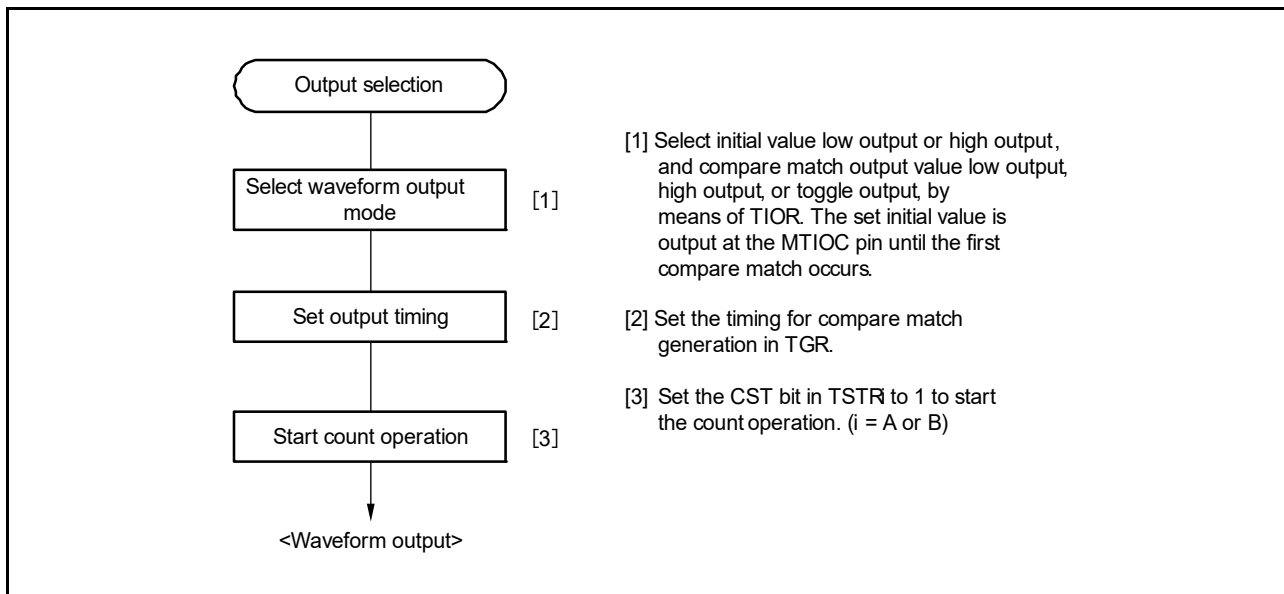 Output selection
Select waveform output
mode
[1]
Set output timing
[2]
Start count operation
[3]
<Waveform output>
[1] Select initial value low output or high output,
and compare match output value low output,
high output, or toggle output, by
means of TIOR. The set initial value is
output at the MTIOC pin until the first
compare match occurs.
[2] Set the timing for compare match
generation in TGR.
[3] Set the CST bit in TSTRi to 1 to start
the count operation. (i = A or B)